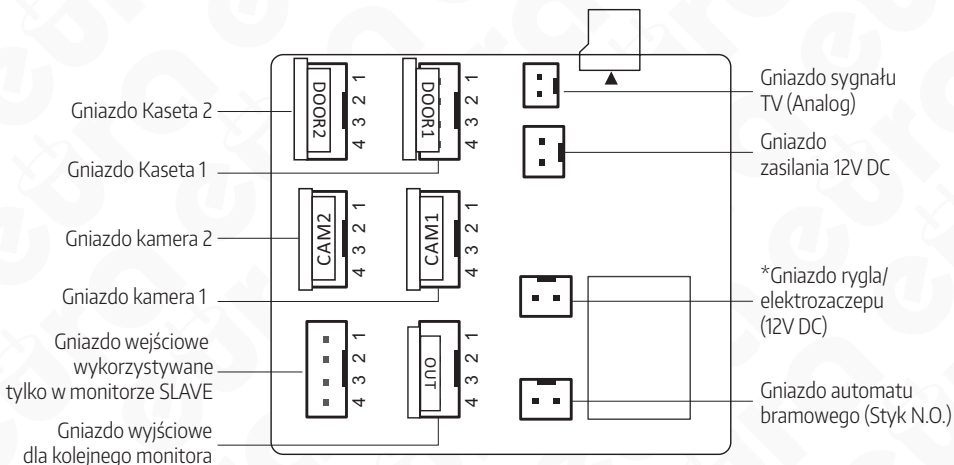 Gniazdo Kaseta 2
Gniazdo Kaseta 1
Gniazdo kamera 2
Gniazdo kamera 1
Gniazdo wejściowe
wykorzystywane
tylko w monitorze SLAVE
Gniazdo wyjściowe
dla kolejnego monitora
DOOR2
1 2 3 4
DOOR1
1 2 3 4
CAM2
4 3 2 1
CAM1
4 3 2 1
4 3 2 1
OUT
4 3 2 1
Gniazdo sygnału
TV (Analog)
Gniazdo
zasilania 12V DC
*Gniazdo rygla/
elektrozaczepu
(12V DC)
Gniazdo automatu
bramowego (Styk N.O.)
eura